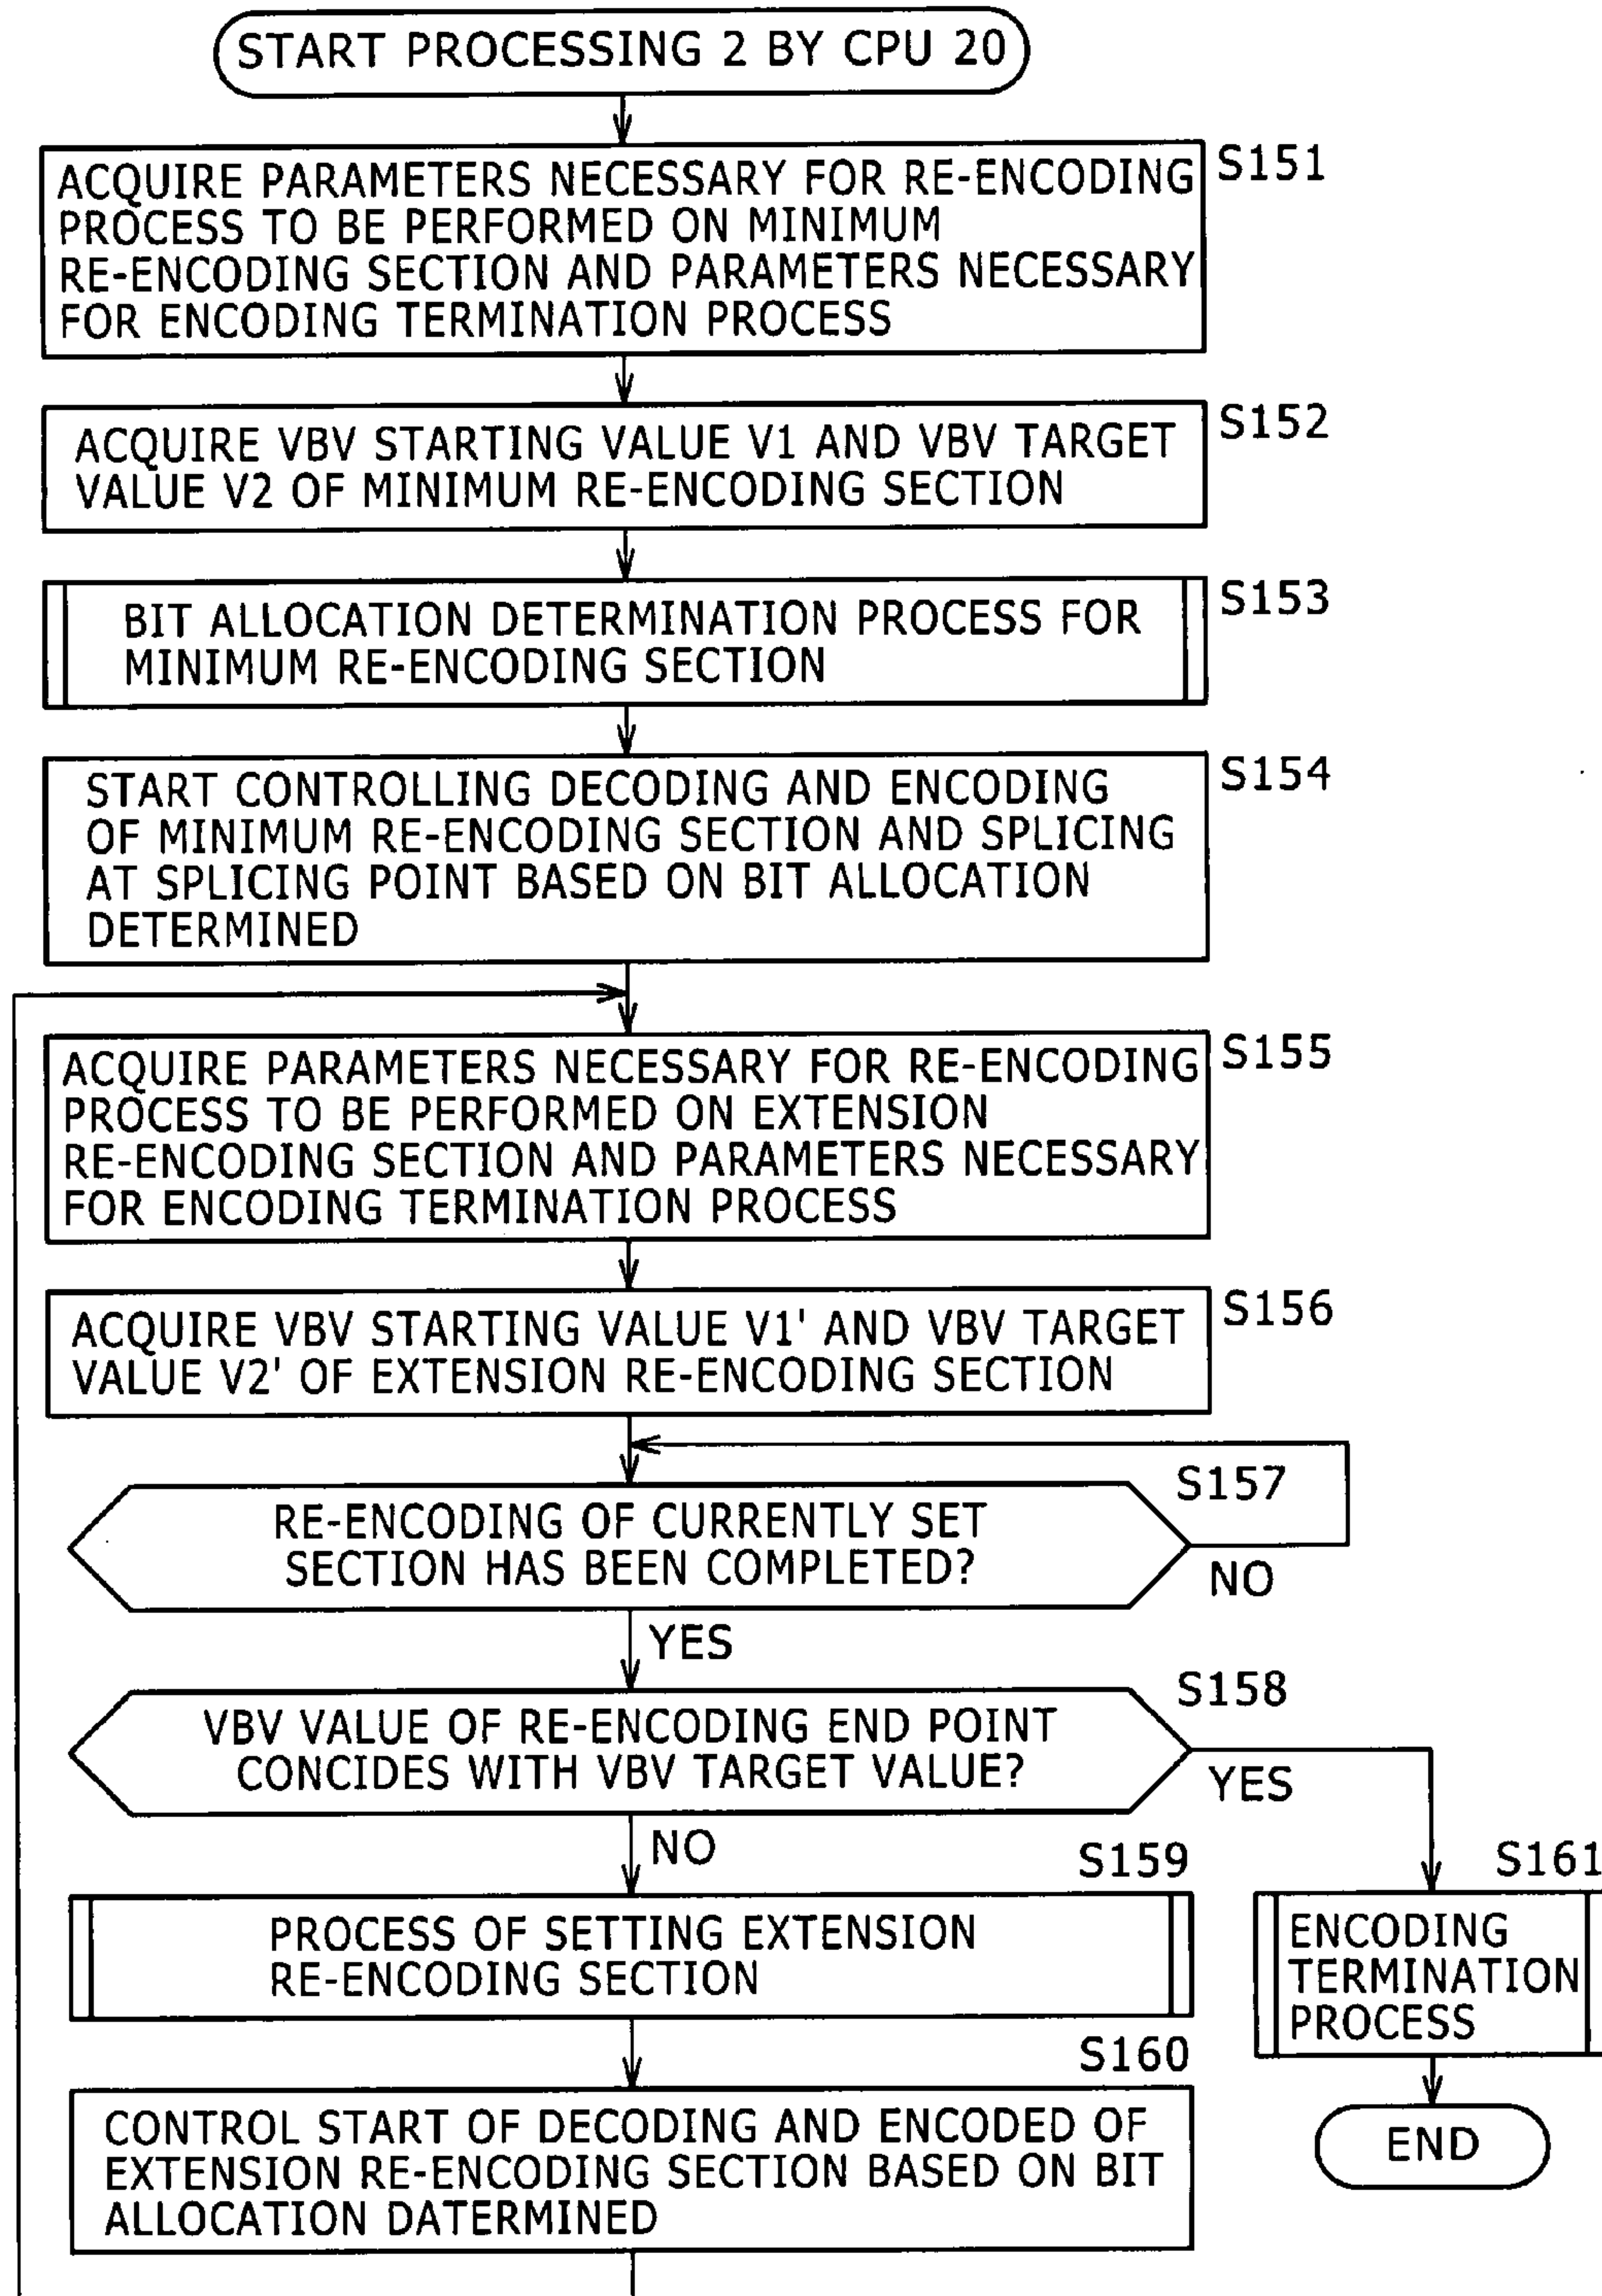 START PROCESSING 2 BY CPU 20
S151
ACQUIRE PARAMETERS NECESSARY FOR RE-ENCODING
PROCESS TO BE PERFORMED ON MINIMUM
RE-ENCODING SECTION AND PARAMETERS NECESSARY
FOR ENCODING TERMINATION PROCESS
S152
ACQUIRE VBV STARTING VALUE V1 AND VBV TARGET
VALUE V2 OF MINIMUM RE-ENCODING SECTION
S153
BIT ALLOCATION DETERMINATION PROCESS FOR
MINIMUM RE-ENCODING SECTION
S154
START CONTROLLING DECODING AND ENCODING
OF MINIMUM RE-ENCODING SECTION AND SPLICING
AT SPLICING POINT BASED ON BIT ALLOCATION
DETERMINED
S155
ACQUIRE PARAMETERS NECESSARY FOR RE-ENCODING
PROCESS TO BE PERFORMED ON EXTENSION
RE-ENCODING SECTION AND PARAMETERS NECESSARY
FOR ENCODING TERMINATION PROCESS
S156
ACQUIRE VBV STARTING VALUE V1' AND VBV TARGET
VALUE V2' OF EXTENSION RE-ENCODING SECTION
S157
RE-ENCODING OF CURRENTLY SET
SECTION HAS BEEN COMPLETED?
NO
YES
S158
VBV VALUE OF RE-ENCODING END POINT
CONCIDES WITH VBV TARGET VALUE?
YES
NO
S159
PROCESS OF SETTING EXTENSION
RE-ENCODING SECTION
S161
ENCODING
TERMINATION
PROCESS
S160
CONTROL START OF DECODING AND ENCODED OF
EXTENSION RE-ENCODING SECTION BASED ON BIT
ALLOCATION DATERMINED
END